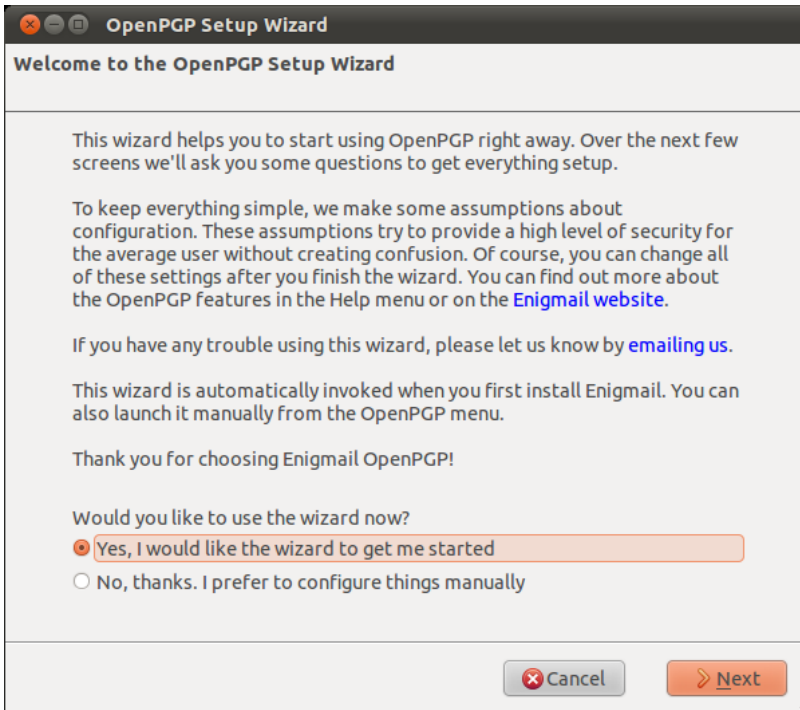 OpenPGP Setup Wizard
Welcome to the OpenPGP Setup Wizard
This wizard helps you to start using OpenPGP right away. Over the next few
screens we'll ask you some questions to get everything setup.
To keep everything simple, we make some assumptions about
configuration. These assumptions try to provide a high level of security for
the average user without creating confusion. Of course, you can change all
of these settings after you finish the wizard. You can find out more about
the OpenPGP features in the Help menu or on the Enigmail website.
If you have any trouble using this wizard, please let us know by emailing us.
This wizard is automatically invoked when you first install Enigmail. You can
also launch it manually from the OpenPGP menu.
Thank you for choosing Enigmail OpenPGP!
Would you like to use the wizard now?
Yes, I would like the wizard to get me started
No, thanks. I prefer to configure things manually
Cancel
Next